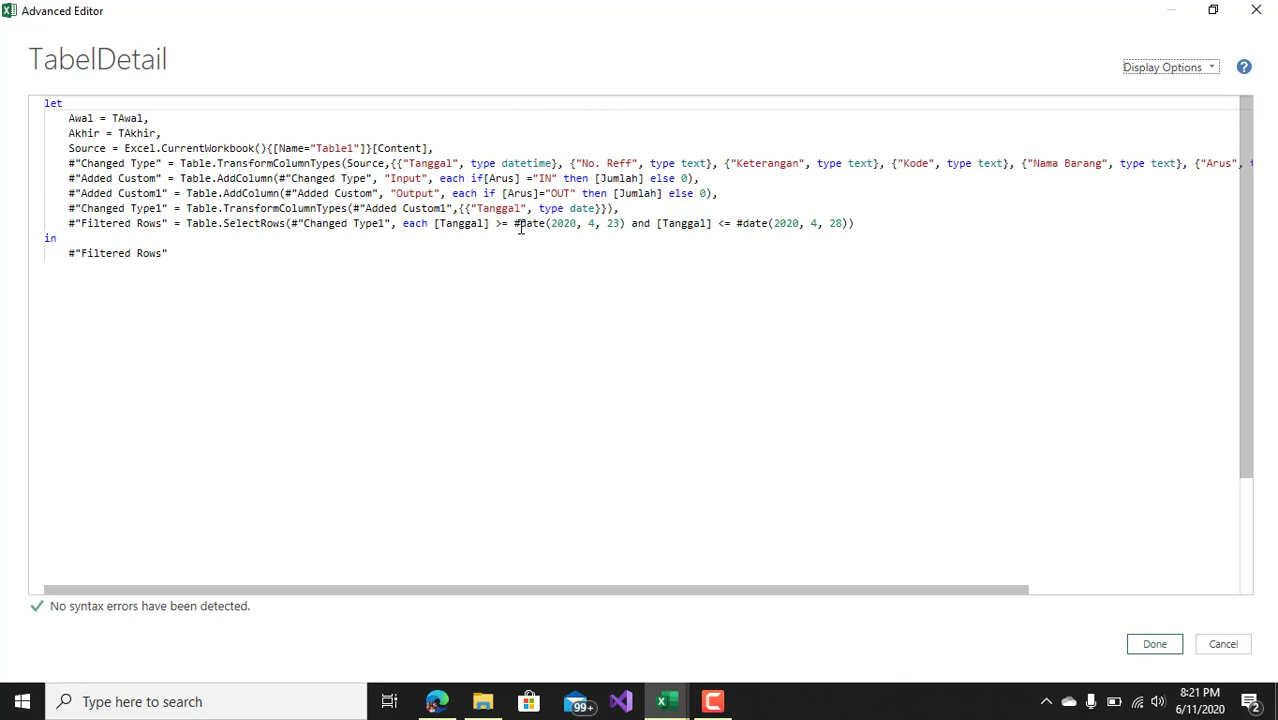 Advanced Editor
TabelDetail
Display Options
?
let
Awal = TAwal,
Akhir = TAkhir,
Source = Excel.CurrentWorkbook(){[Name="Table1"]}[Content],
#"Changed Type" = Table.TransformColumnTypes(Source,{{"Tanggal", type datetime}, {"No. Reff", type text}, {"Keterangan", type text}, {"Kode", type text}, {"Nama Barang", type text}, {"Arus",
#"Added Custom" = Table.AddColumn(#"Changed Type", "Input", each if[Arus] ="IN" then [Jumlah] else 0),
#"Added Custom1" = Table.AddColumn(#"Added Custom", "Output", each if [Arus]="OUT" then [Jumlah] else 0),
#"Changed Type1" = Table.TransformColumnTypes(#"Added Custom1",{{"Tanggal", type date}}),
#"Filtered Rows" = Table.SelectRows(#"Changed Type1", each [Tanggal] >= #date(2020, 4, 23) and [Tanggal] <= #date(2020, 4, 28))
in
#"Filtered Rows"
No syntax errors have been detected.
Done
Cancel
Type here to search
99+
8:21 PM
6/11/2020
2